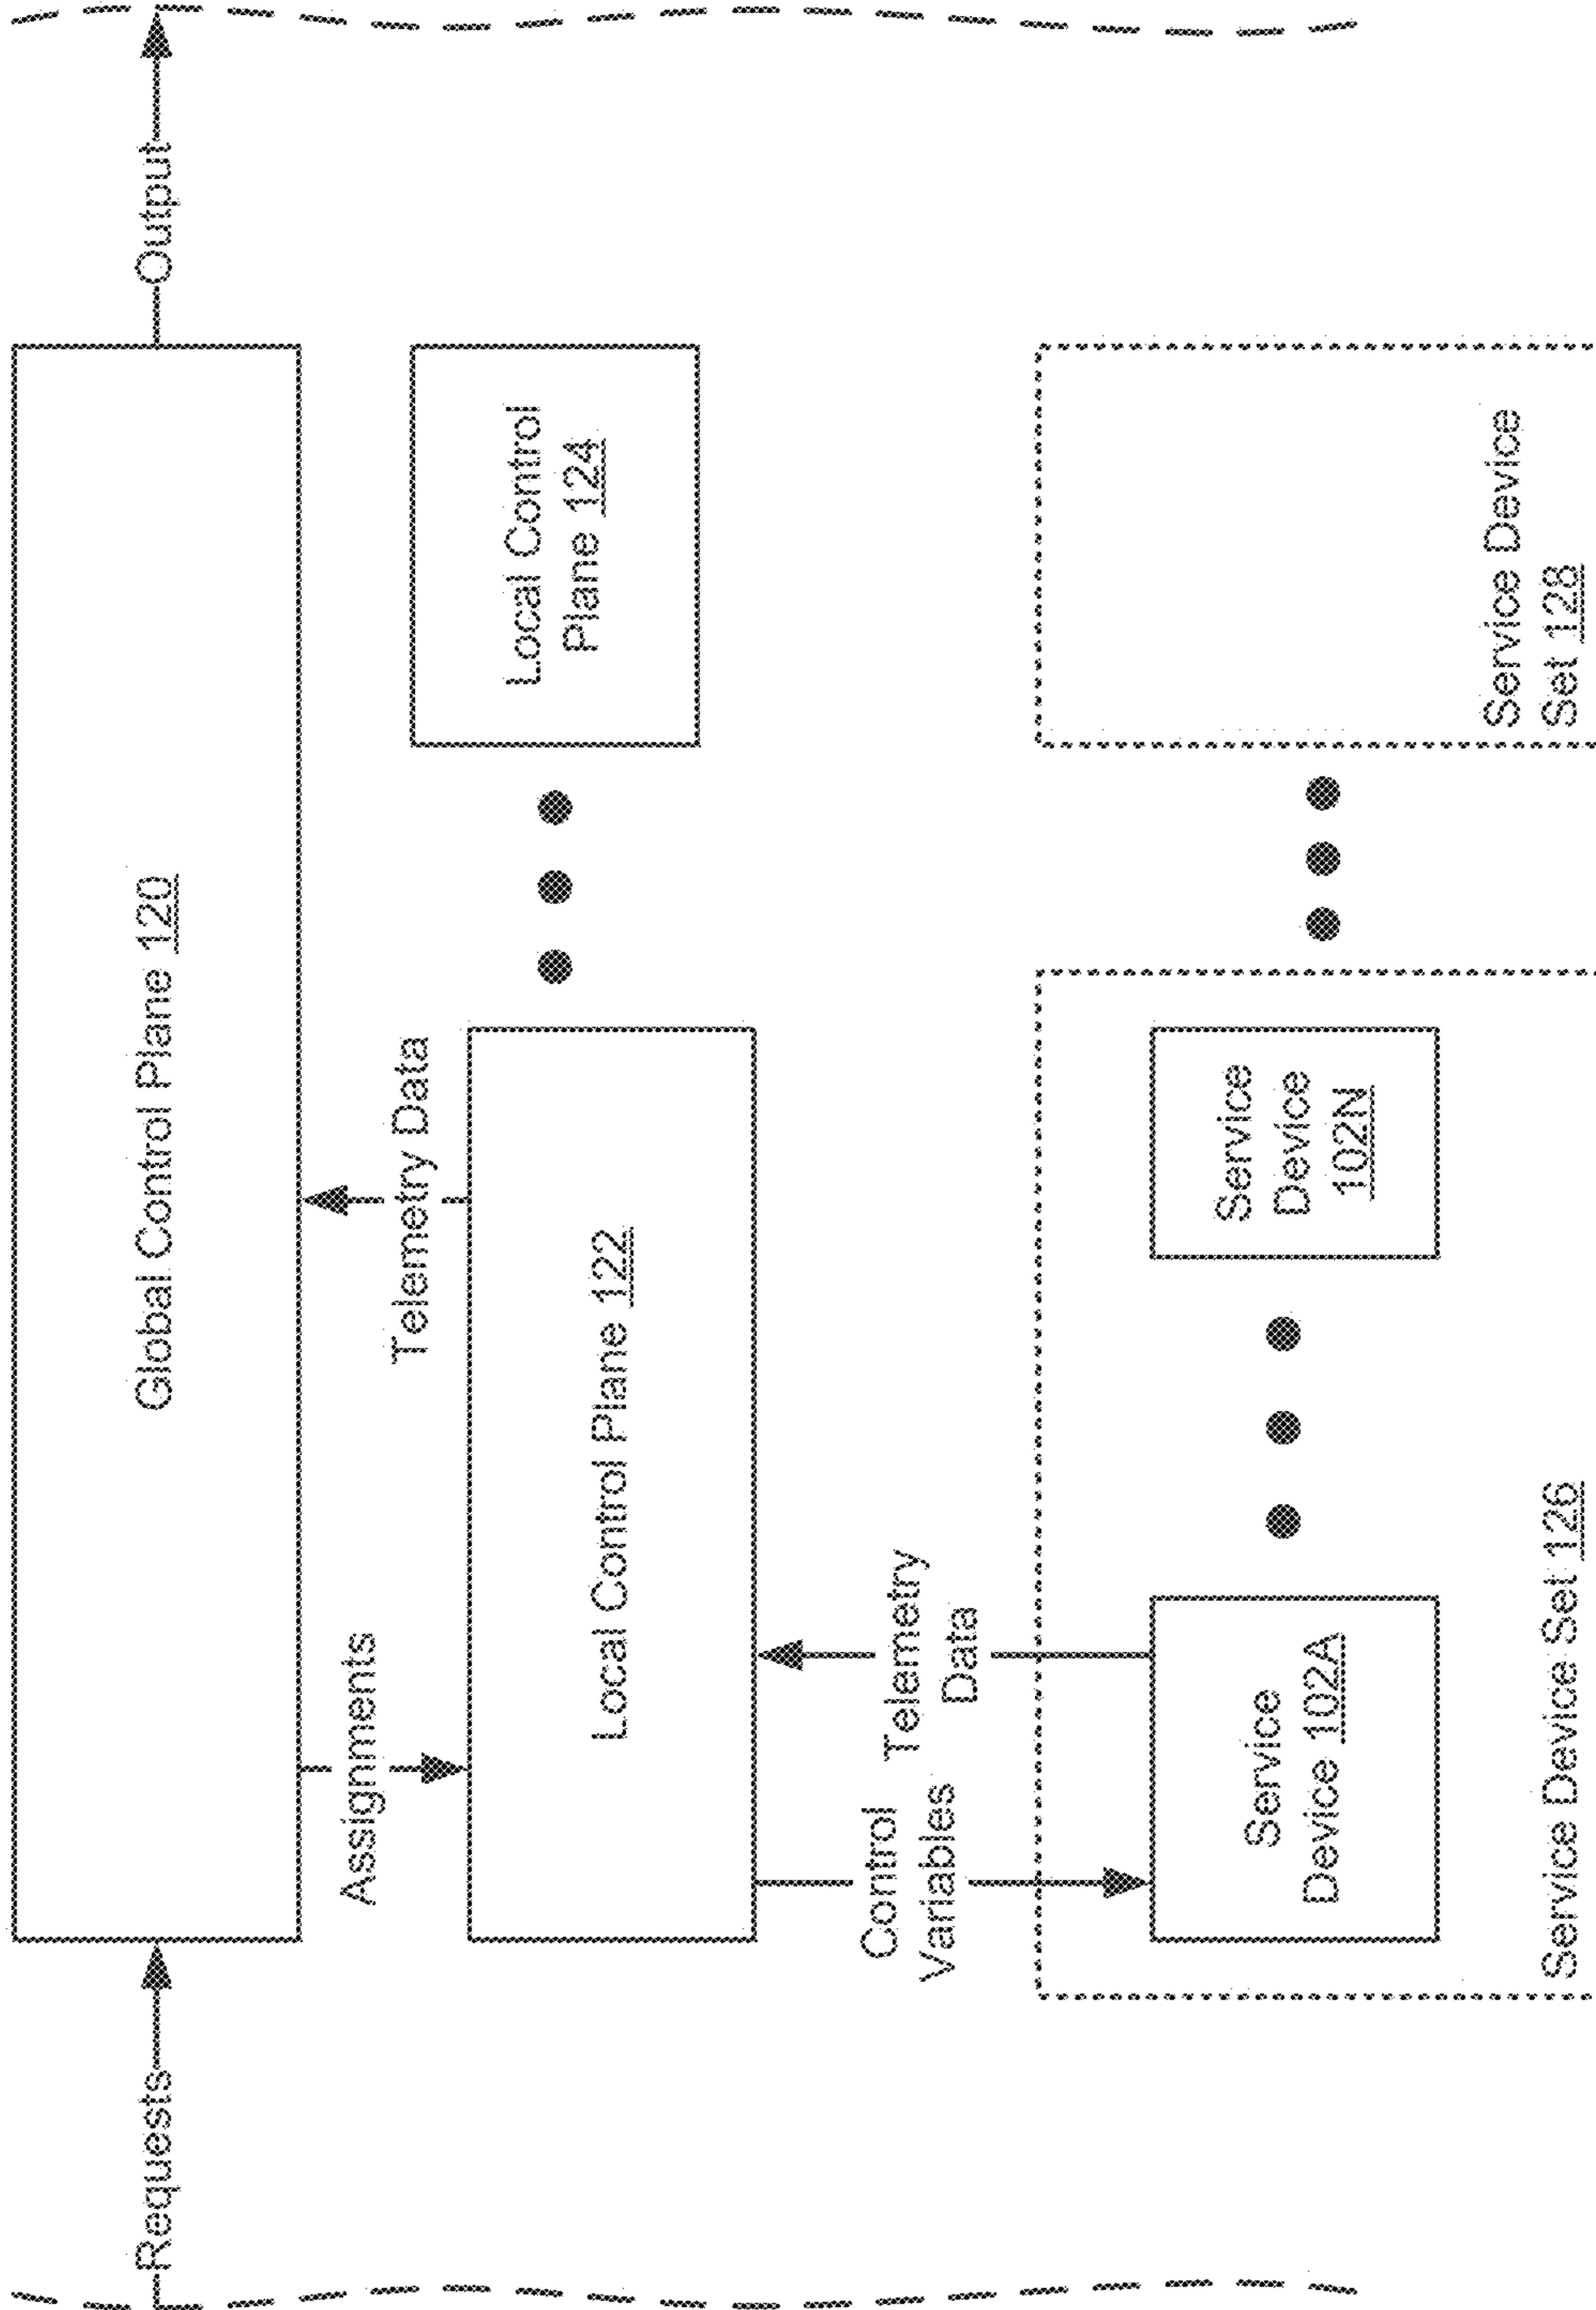 Requests
Global Control Plane 120
Output
Assignments
Telemetry Data
Local Control Plane 122
Local Control
Plane 124
Control
Variables
Telemetry
Data
Service
Device 102A
Service
Device
102N
Service Device Set 126
Service Device
Set 128